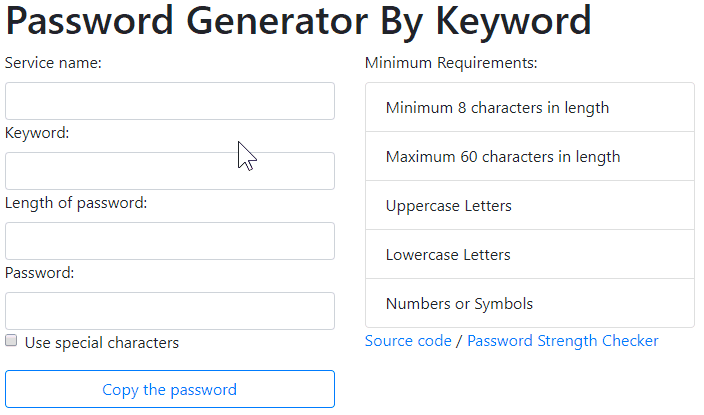 Password Generator By Keyword
Service name:
Keyword:
Length of password:
Password:
Use special characters
Copy the password
Minimum Requirements:
Minimum 8 characters in length
Maximum 60 characters in length
Uppercase Letters
Lowercase Letters
Numbers or Symbols
Source code / Password Strength Checker